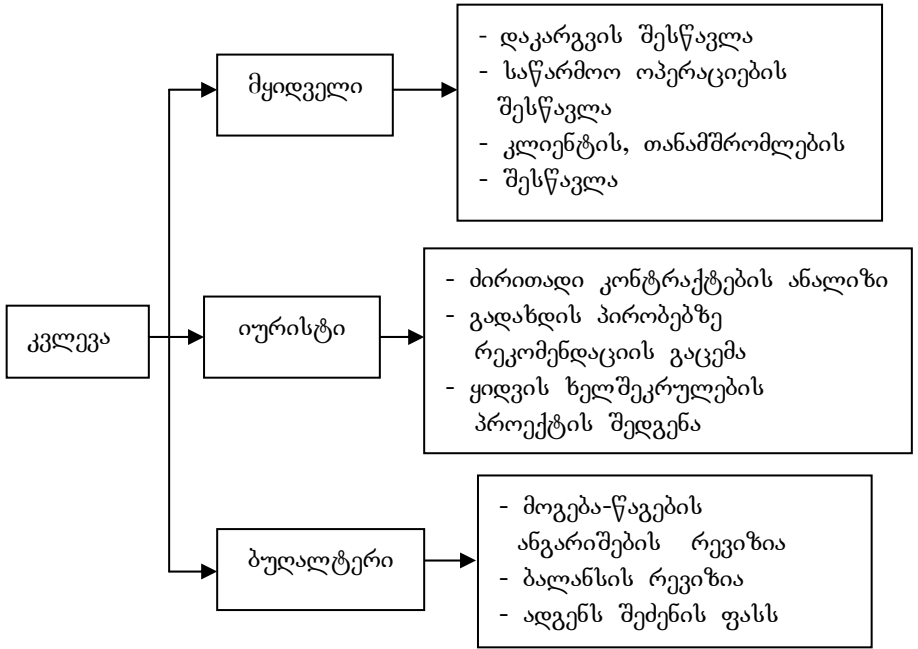 კვლევა
მყიდველი
- დაკარგვის შესწავლა
- საწარმოო ოპერაციების
შესწავლა
- კლიენტის, თანამშრომლების
- შესწავლა
იურისტი
- ძირითადი კონტრაქტების ანალიზი
- გადახდის პირობებზე
რეკომენდაციის გაცემა
- ყიდვის ხელშეკრულების
პროექტის შედგენა
ბუღალტერი
- მოგება-წაგების
ანგარიშების რევიზია
- ბალანსის რევიზია
- ადგენს შეძენის ფასს